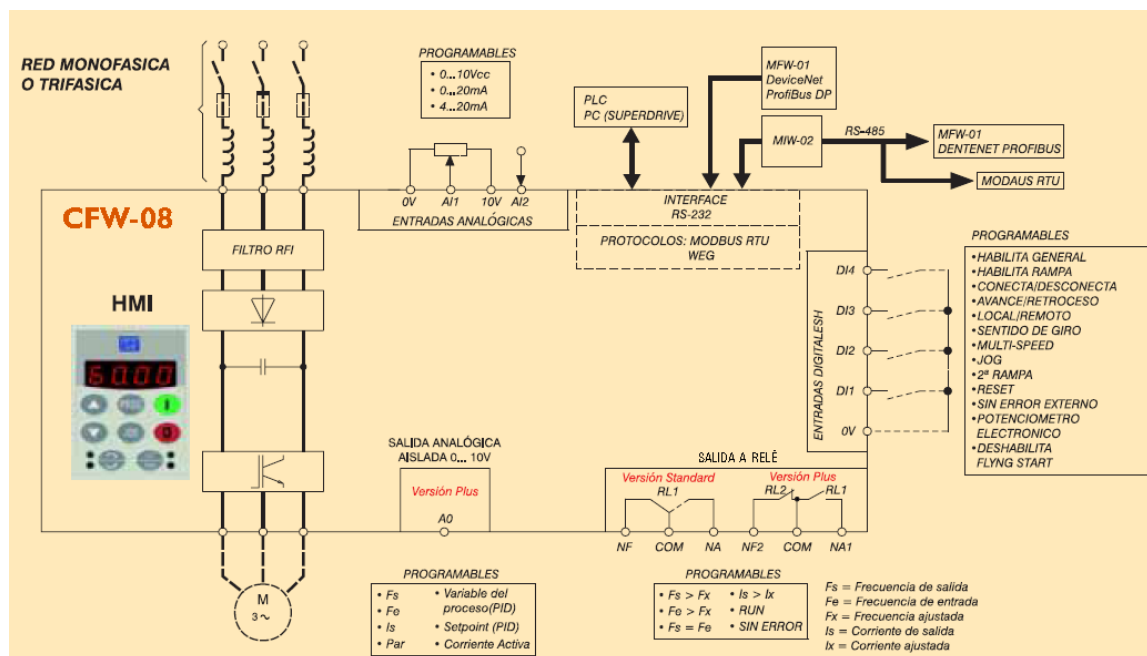 RED MONOFASICA
O TRIFASICA
PROGRAMABLES
• 0...10Vcc
• 0...20mA
• 4...20mA
PLC
PC (SUPERDRIVE)
MFW-01
DeviceNet
ProfiBus DP
MIW-02
RS-485
MFW-01
DENTENET PROFIBUS
MODAUS RTU
0V
AI1
10V
AI2
ENTRADAS ANALÓGICAS
INTERFACE
RS-232
PROTOCOLOS: MODBUS RTU
WEG
CFW-08
FILTRO RFI
HMI
60.00
ENTRADAS DIGITALESH
DI4
DI3
DI2
DI1
0V
PROGRAMABLES
•HABILITA GENERAL
•HABILITA RAMPA
•CONECTA/DESCONECTA
•AVANCE/RETROCESO
•LOCAL/REMOTO
•SENTIDO DE GIRO
•MULTI-SPEED
•JOG
•2ª RAMPA
•RESET
•SIN ERROR EXTERNO
•POTENCIOMETRO
ELECTRONICO
•DESHABILITA
FLYNG START
SALIDA ANALÓGICA
AISLADA 0... 10V
Versión Plus
A0
SALIDA A RELÊ
Versión Standard
RL1
Versión Plus
RL2
RL1
NF
COM
NA
NF2
COM
NA1
M
3~
PROGRAMABLES
• Fs
• Fe
• Is
• Par
• Variable del
proceso(PID)
• Setpoint (PID)
• Corriente Activa
PROGRAMABLES
• Fs > Fx
• Fe > Fx
• Fs = Fe
• Is > Ix
• RUN
• SIN ERROR
Fs = Frecuencia de salida
Fe = Frecuencia de entrada
Fx = Frecuencia ajustada
Is = Corriente de salida
Ix = Corriente ajustada